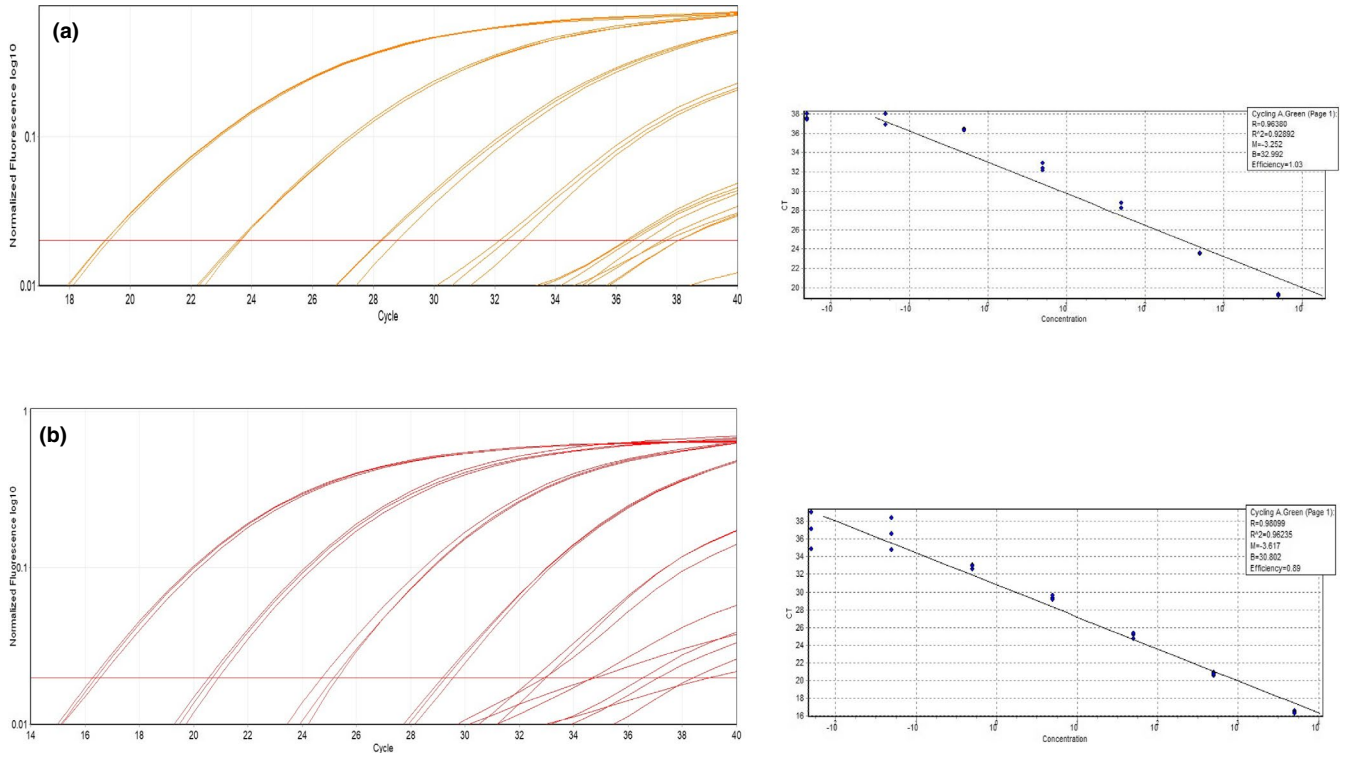 (a)
Normalized Fluorescence log10
0.1
0.01
18 20 22 24 26 28 30 32 34 36 38 40
Cycle
CT
38
36
34
32
30
28
26
24
22
20
Cycling A.Green (Page 1):
R=0.96380
R^2=0.92892
M=-3.252
B=32.992
Efficiency=1.03
Concentration
(b)
Normalized Fluorescence log10
1
0.1
0.01
14 16 18 20 22 24 26 28 30 32 34 36 38 40
Cycle
CT
38
36
34
32
30
28
26
24
22
20
18
16
Cycling A.Green (Page 1):
R=0.98099
R^2=0.96235
M=-3.617
B=30.802
Efficiency=0.89
Concentration